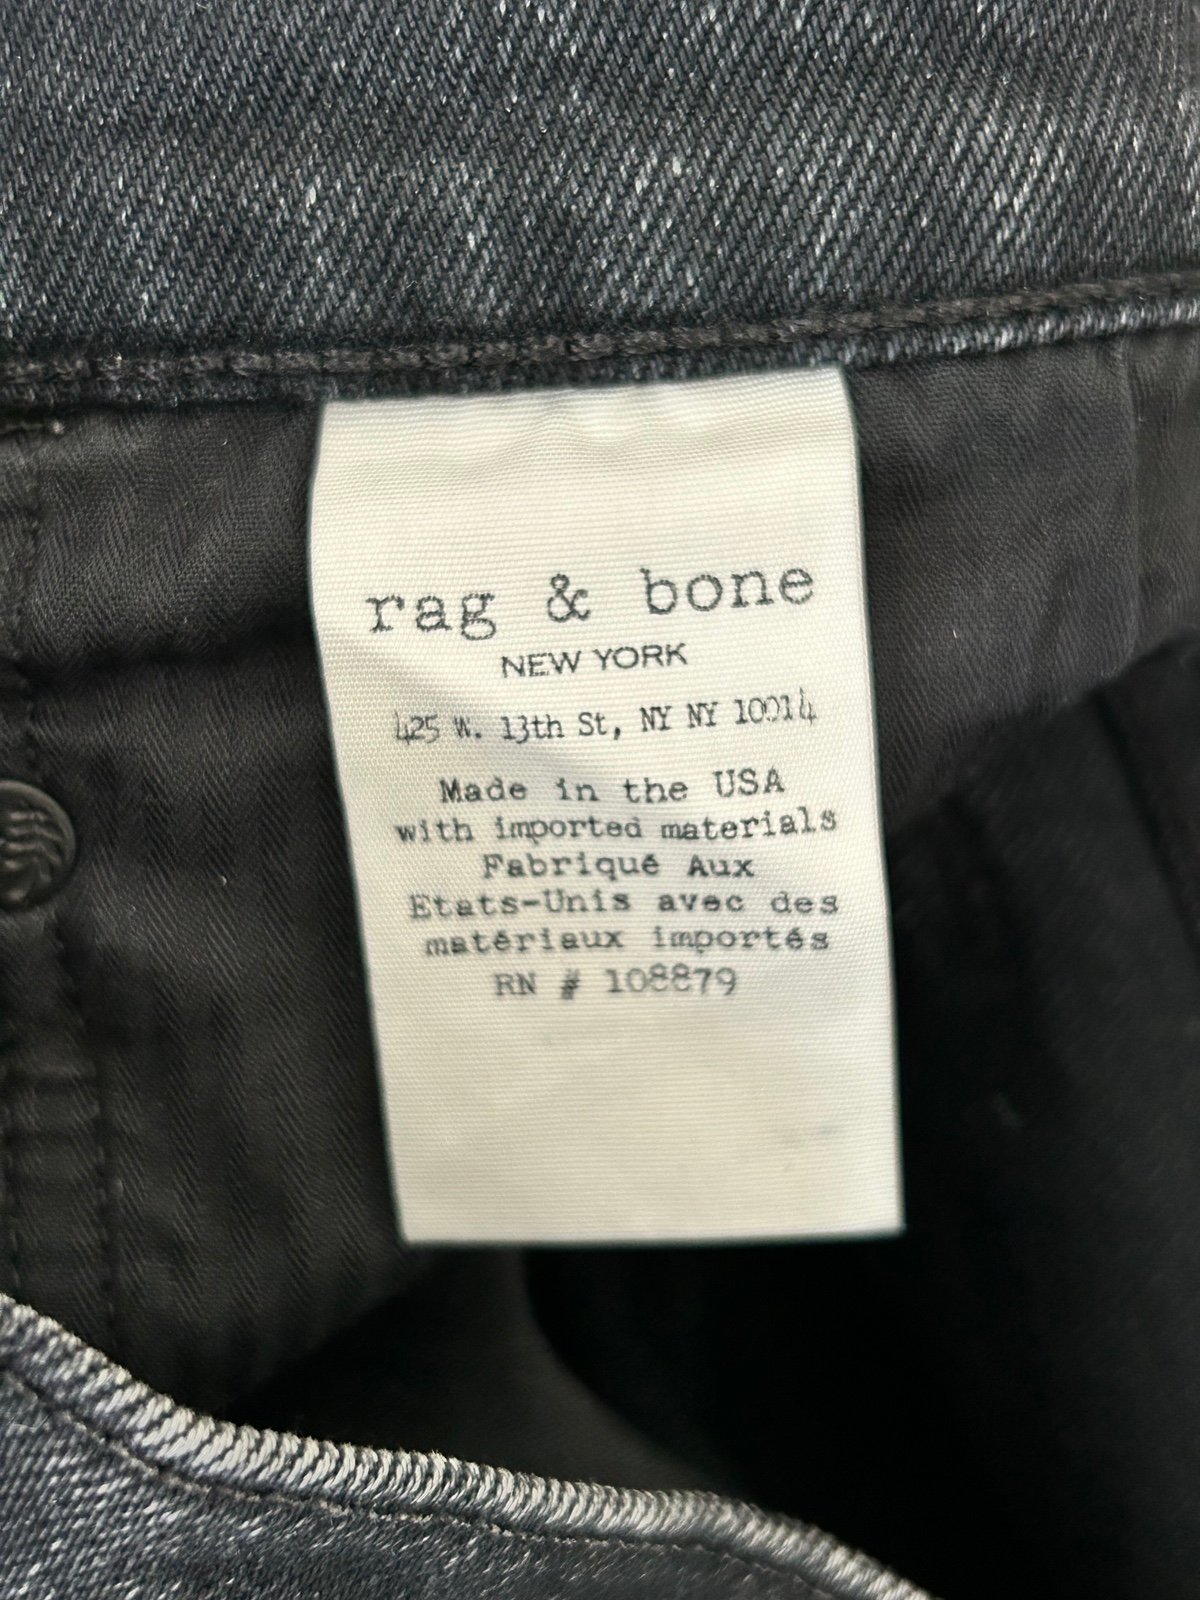 rag & bone
NEW YORK
425 W. 13th St, NY NY 10014
Made in the USA
with imported materials
Fabriqué Aux
Etats-Unis avec des
matériaux importés
RN # 108879